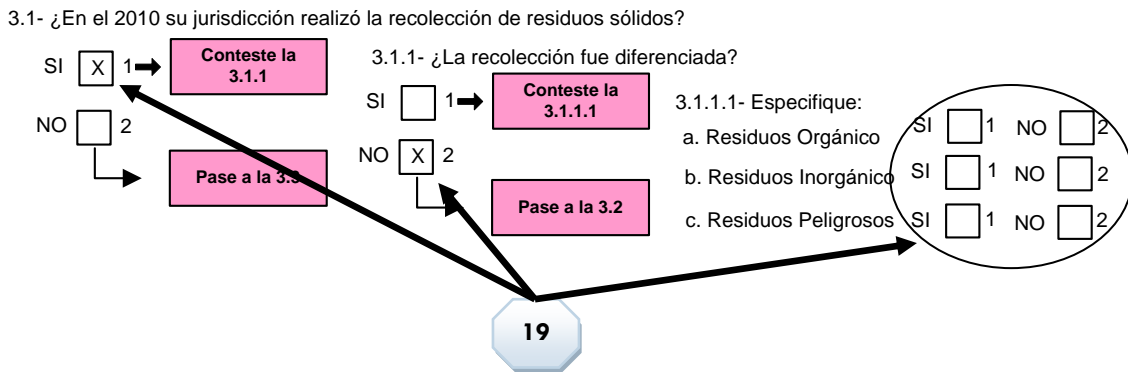 3.1- ¿En el 2010 su jurisdicción realizó la recolección de residuos sólidos?
SI X 1
Conteste la
3.1.1
NO 2
Pase a la 3.3
3.1.1- ¿La recolección fue diferenciada?
SI 1
Conteste la
3.1.1.1
NO X 2
Pase a la 3.2
3.1.1.1- Especifique:
a. Residuos Orgánico SI 1 NO 2
b. Residuos Inorgánico SI 1 NO 2
c. Residuos Peligrosos SI 1 NO 2
19